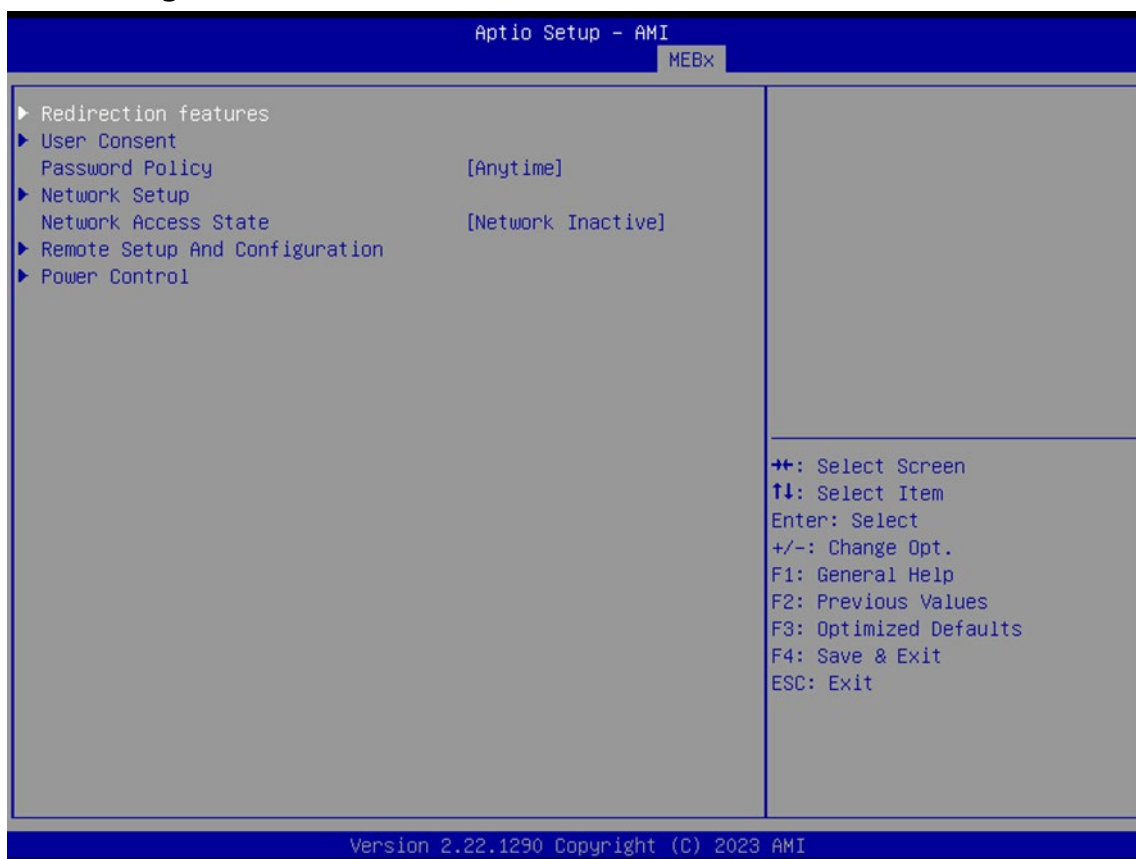 Aptio Setup – AMI
MEBx
▶ Redirection features
▶ User Consent
Password Policy [Anytime]
▶ Network Setup
Network Access State [Network Inactive]
▶ Remote Setup And Configuration
▶ Power Control
→←: Select Screen
↑↓: Select Item
Enter: Select
+/-: Change Opt.
F1: General Help
F2: Previous Values
F3: Optimized Defaults
F4: Save & Exit
ESC: Exit
Version 2.22.1290 Copyright (C) 2023 AMI